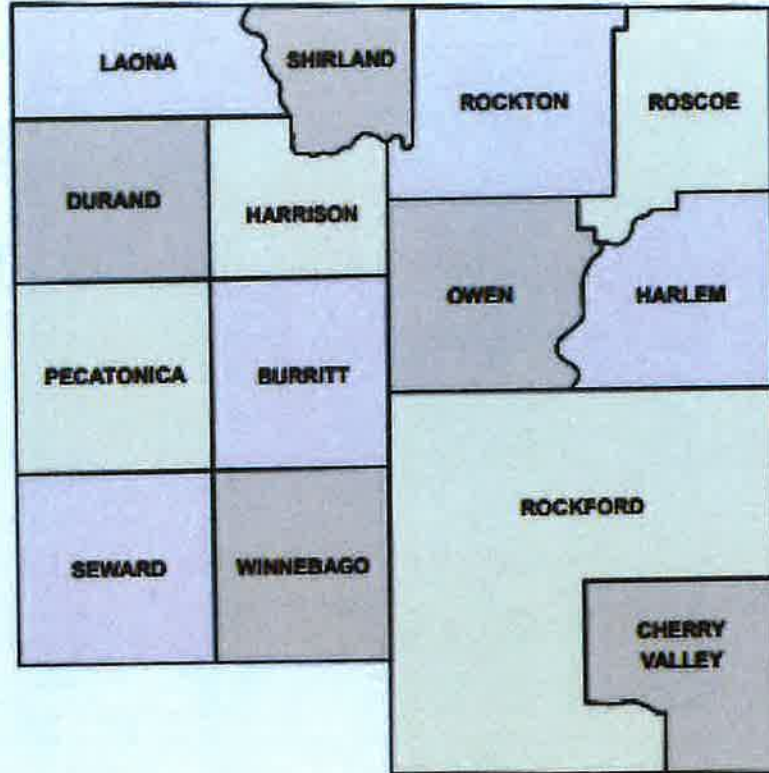 LAONA
SHIRLAND
ROCKTON
ROSCOE
DURAND
HARRISON
OWEN
HARLEM
PECATONICA
BURRITT
ROCKFORD
SEWARD
WINNEBAGO
CHERRY
VALLEY